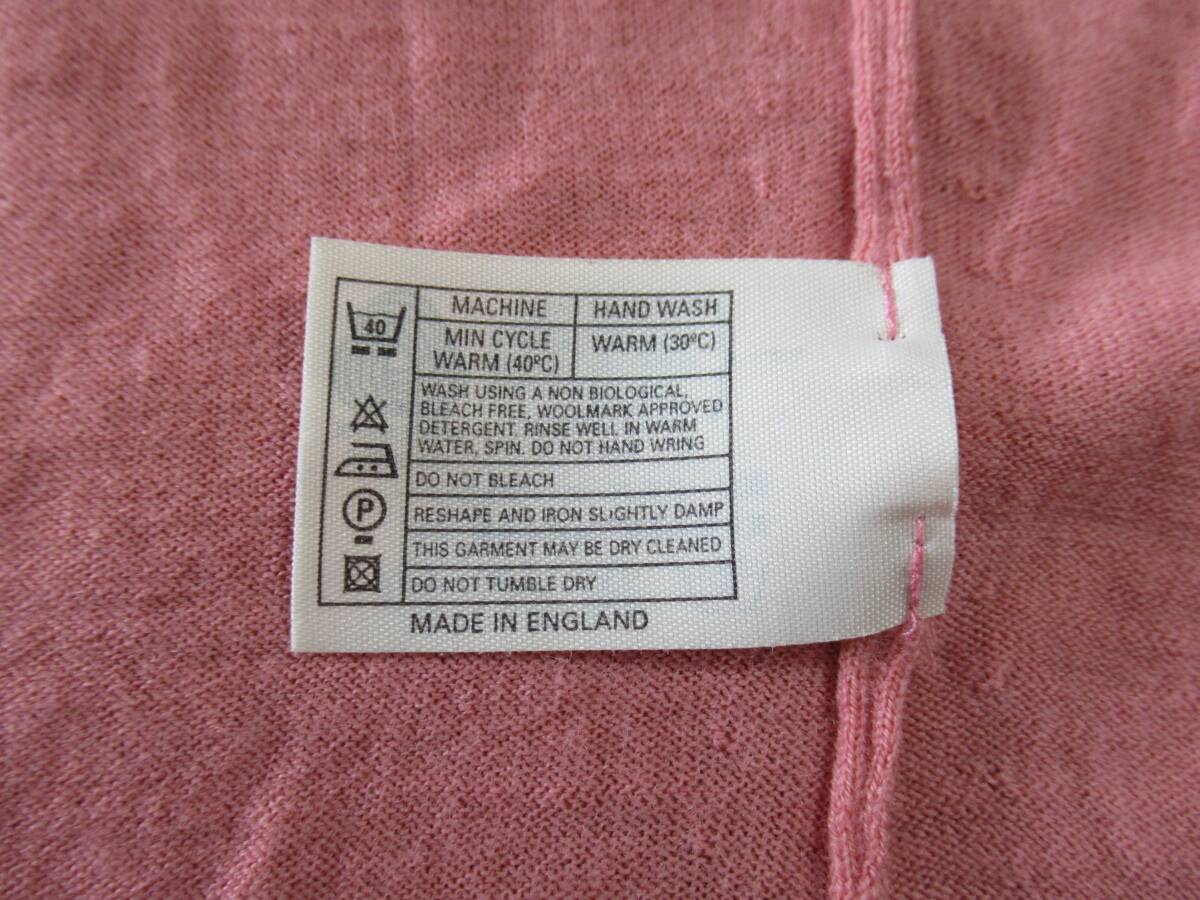 40
MACHINE
HAND WASH
MIN CYCLE
WARM (40ºC)
WARM (30ºC)
WASH USING A NON BIOLOGICAL,
BLEACH FREE, WOOLMARK APPROVED
DETERGENT. RINSE WELL IN WARM
WATER, SPIN. DO NOT HAND WRING
DO NOT BLEACH
RESHAPE AND IRON SLIGHTLY DAMP
P
THIS GARMENT MAY BE DRY CLEANED
DO NOT TUMBLE DRY
MADE IN ENGLAND